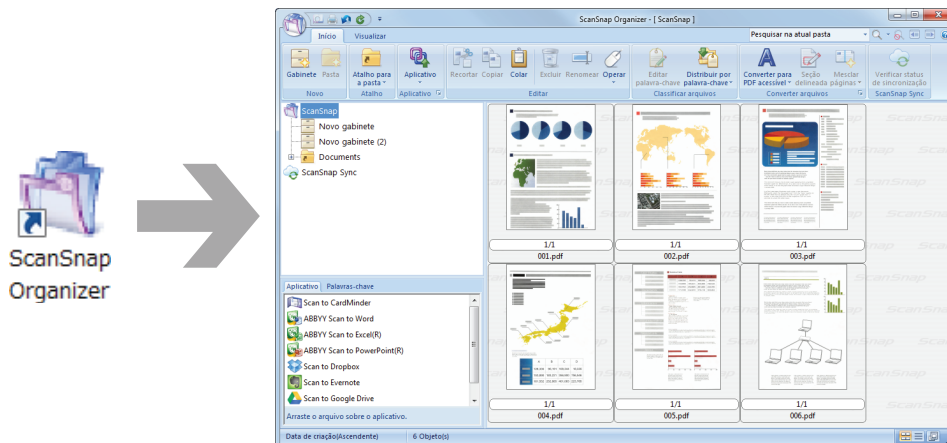 ScanSnap
Organizer
ScanSnap Organizer - [ ScanSnap ]
Início
Visualizar
Pesquisar na atual pasta
Gabinete
Pasta
Novo
Atalho para
a pasta
Atalho
Aplicativo
Aplicativo
Recortar
Copiar
Colar
Excluir
Renomear
Operar
Editar
Editar
palavra-chave
Distribuir por
palavra-chave
Classificar arquivos
Converter para
PDF acessível
Seção
delineada
Mesclar
páginas
Converter arquivos
Verificar status
de sincronização
ScanSnap Sync
ScanSnap
Novo gabinete
Novo gabinete (2)
Documents
ScanSnap Sync
1/1
001.pdf
1/1
002.pdf
1/1
003.pdf
Aplicativo
Palavras-chave
Scan to CardMinder
ABBYY Scan to Word
ABBYY Scan to Excel(R)
ABBYY Scan to PowerPoint(R)
Scan to Dropbox
Scan to Evernote
Scan to Google Drive
Arraste o arquivo sobre o aplicativo.
1/1
004.pdf
1/1
005.pdf
1/1
006.pdf
Data de criação(Ascendente)
6 Objeto(s)